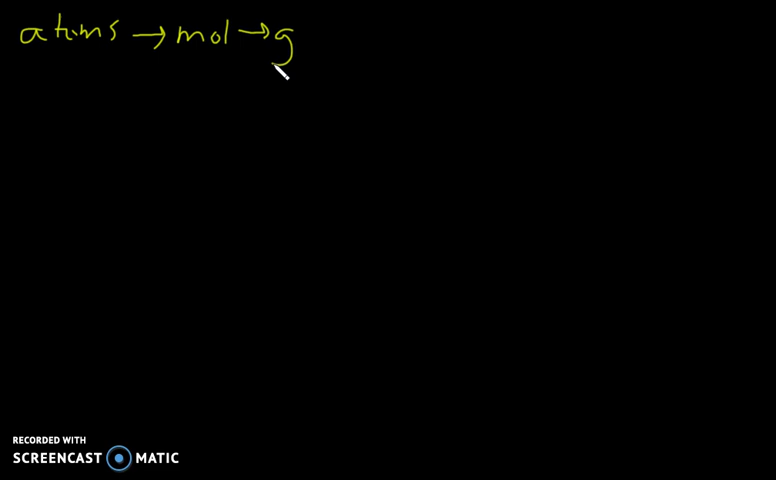 atoms → mol → g
RECORDED WITH
SCREENCAST MATIC